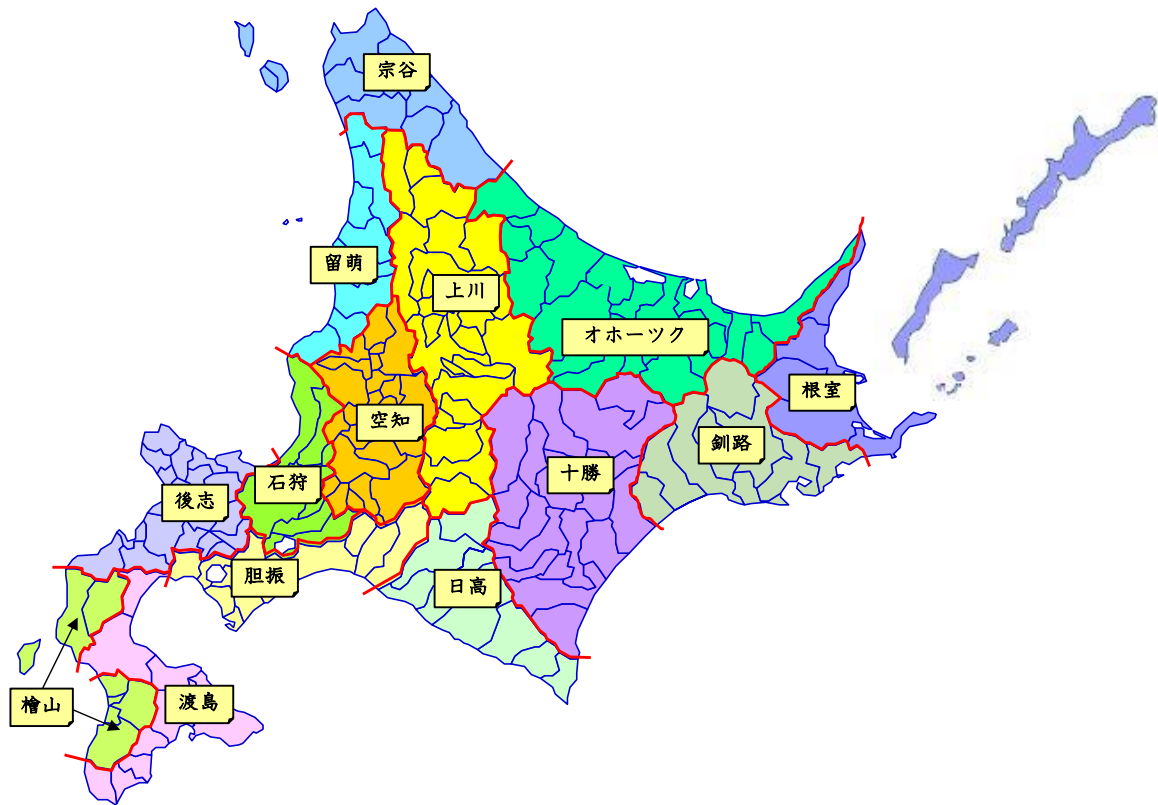 宗谷
留萌
上川
オホーツク
根室
空知
釧路
十勝
石狩
後志
胆振
日高
檜山
渡島